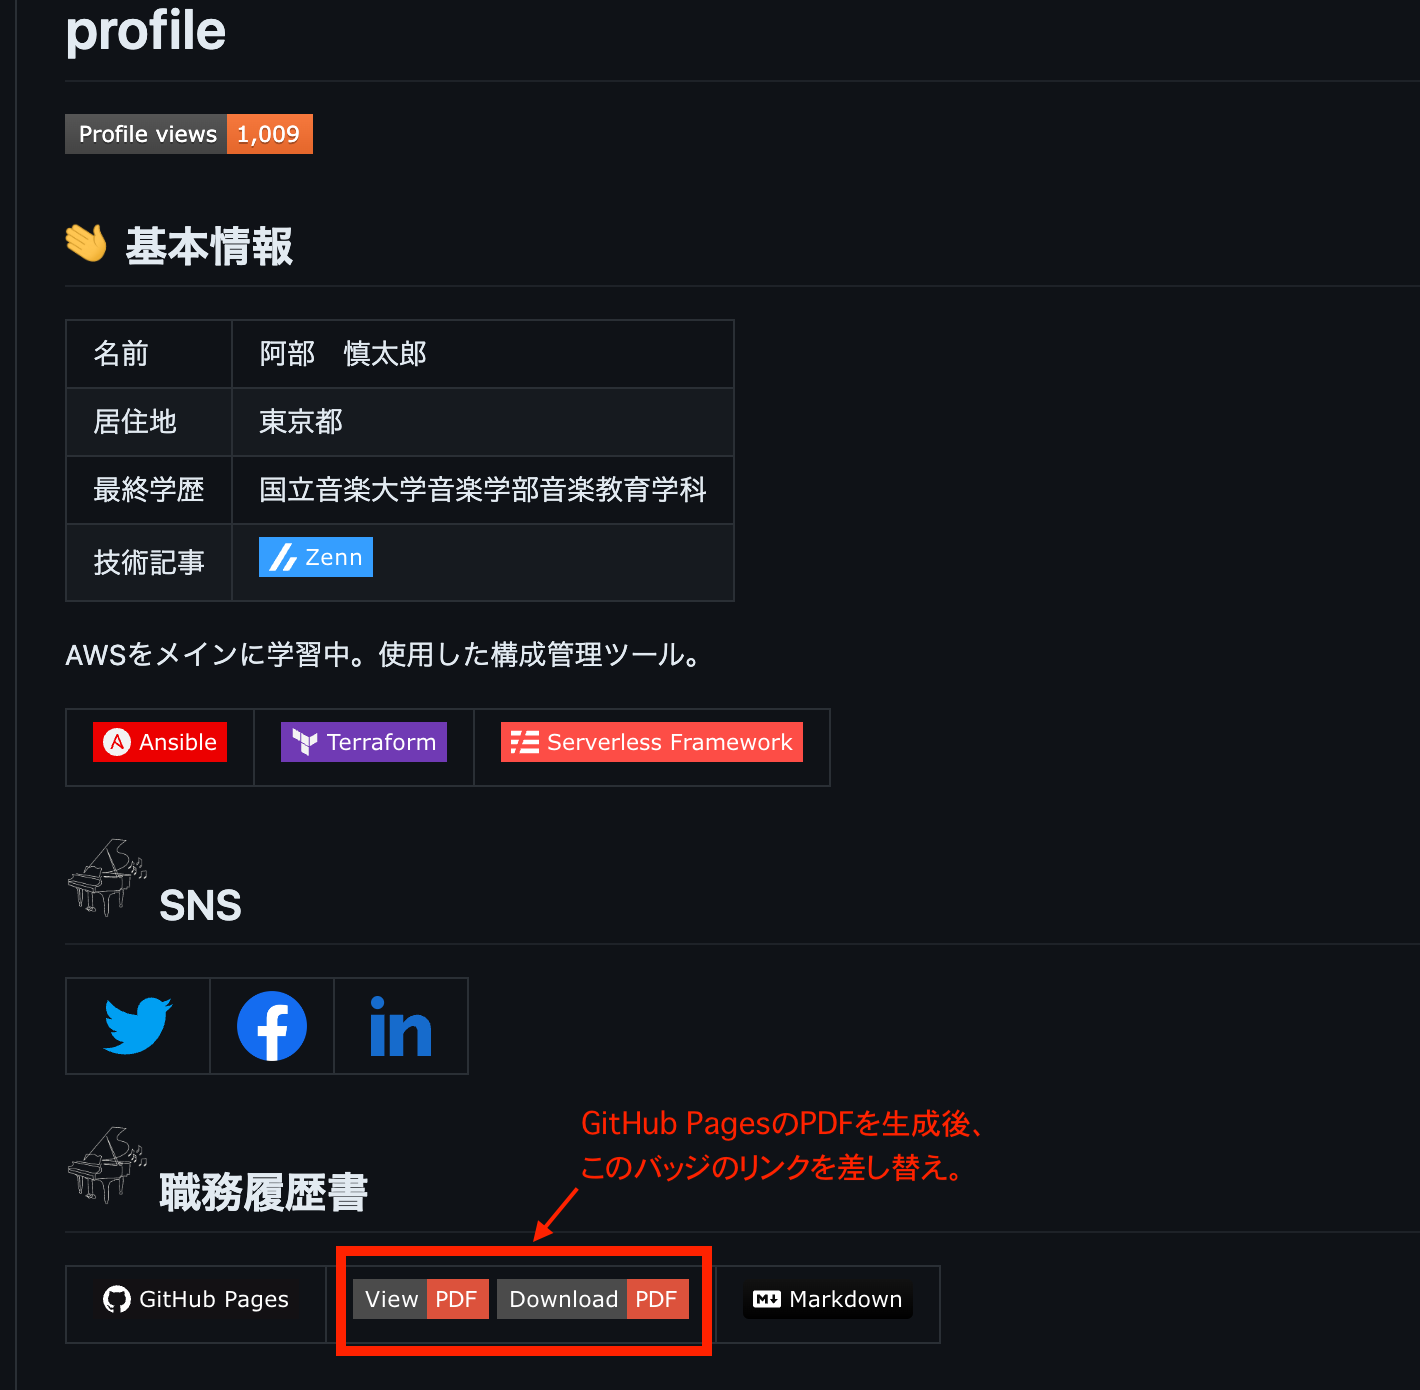 profile
Profile views 1,009
基本情報
名前 阿部　慎太郎
居住地 東京都
最終学歴 国立音楽大学音楽学部音楽教育学科
技術記事 Zenn
AWSをメインに学習中。使用した構成管理ツール。
Ansible Terraform Serverless Framework
SNS
in
GitHub PagesのPDFを生成後、
このバッジのリンクを差し替え。
職務履歴書
GitHub Pages View PDF Download PDF Markdown